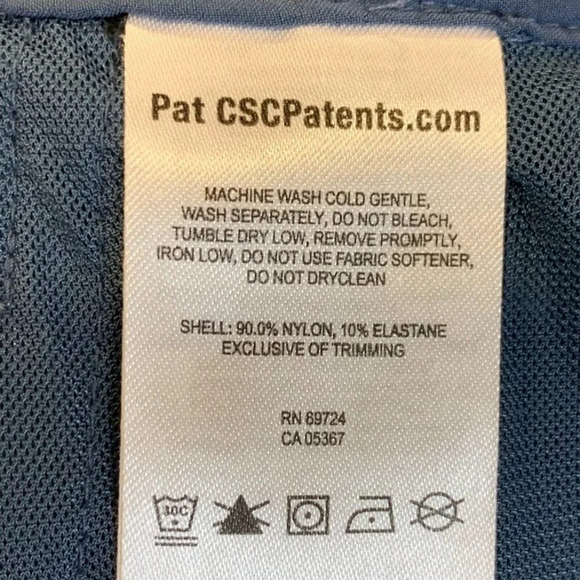 Pat CSCPatents.com
MACHINE WASH COLD GENTLE,
WASH SEPARATELY, DO NOT BLEACH,
TUMBLE DRY LOW, REMOVE PROMPTLY,
IRON LOW, DO NOT USE FABRIC SOFTENER,
DO NOT DRYCLEAN
SHELL: 90.0% NYLON, 10% ELASTANE
EXCLUSIVE OF TRIMMING
RN 69724
CA 05367
30C